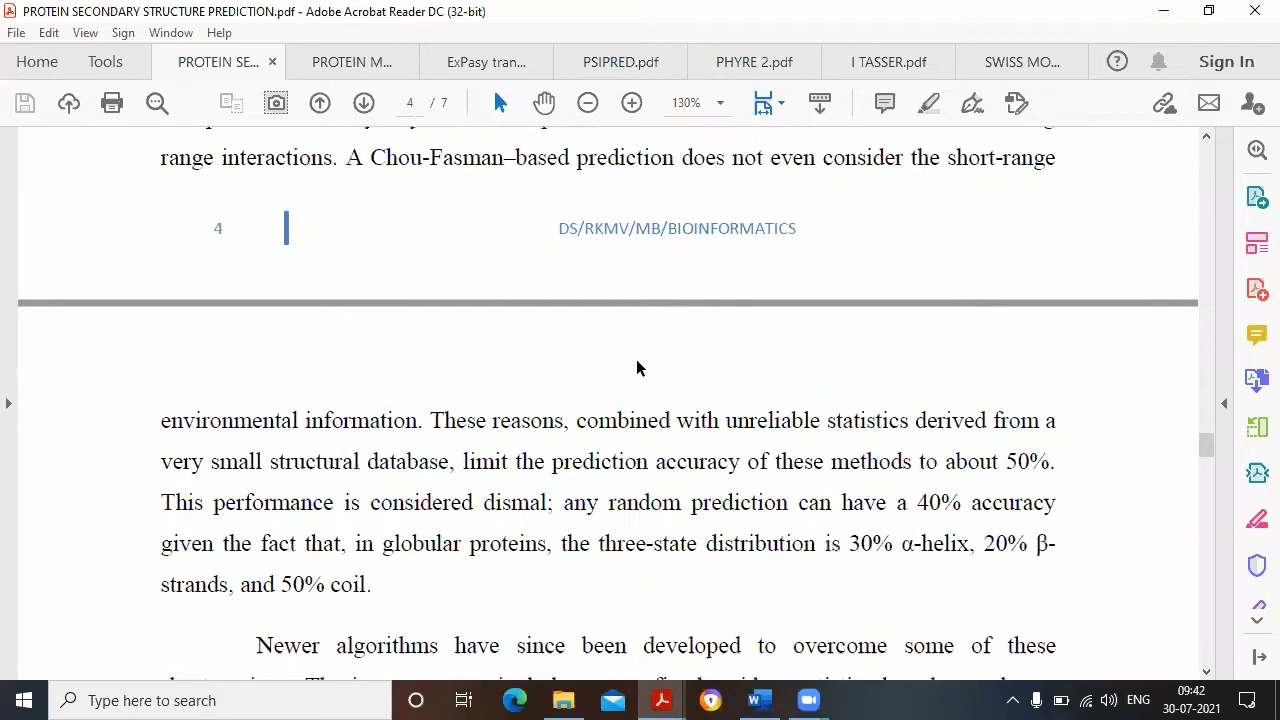 PROTEIN SECONDARY STRUCTURE PREDICTION.pdf - Adobe Acrobat Reader DC (32-bit)
File Edit View Sign Window Help
Home Tools PROTEIN SE... × PROTEIN M... ExPasy tran... PSIPRED.pdf PHYRE 2.pdf I TASSER.pdf SWISS MO... Sign In
4 / 7 130%
range interactions. A Chou-Fasman–based prediction does not even consider the short-range
4 DS/RKMV/MB/BIOINFORMATICS
environmental information. These reasons, combined with unreliable statistics derived from a
very small structural database, limit the prediction accuracy of these methods to about 50%.
This performance is considered dismal; any random prediction can have a 40% accuracy
given the fact that, in globular proteins, the three-state distribution is 30% α-helix, 20% β-
strands, and 50% coil.
Newer algorithms have since been developed to overcome some of these
Type here to search
ENG 09:42
30-07-2021